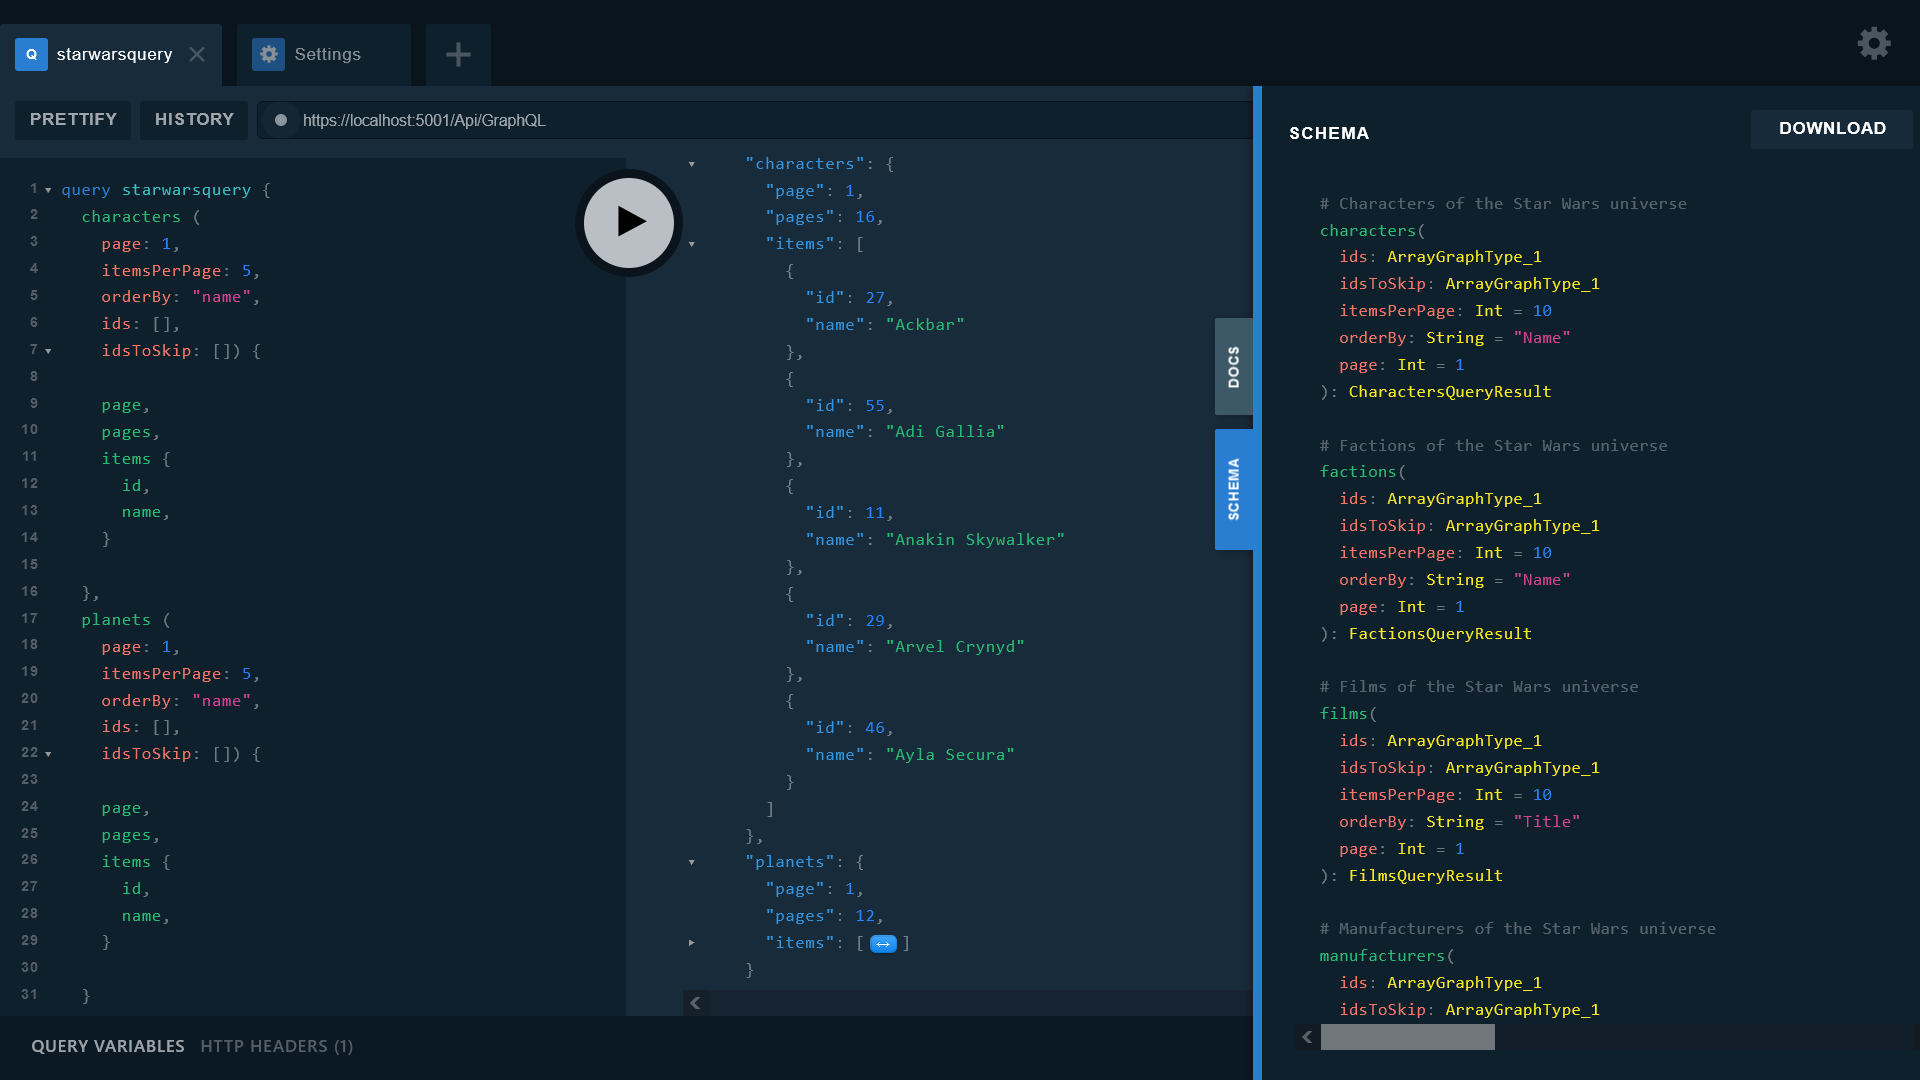 Q starwarsquery
Settings
PRETTIFY
HISTORY
https://localhost:5001/Api/GraphQL
1 query starwarsquery {
2 characters (
3 page: 1,
4 itemsPerPage: 5,
5 orderBy: "name",
6 ids: [],
7 idsToSkip: []) {
8
9 page,
10 pages,
11 items {
12 id,
13 name,
14 }
15
16 },
17 planets (
18 page: 1,
19 itemsPerPage: 5,
20 orderBy: "name",
21 ids: [],
22 idsToSkip: []) {
23
24 page,
25 pages,
26 items {
27 id,
28 name,
29 }
30
31 }
QUERY VARIABLES
HTTP HEADERS (1)
"characters": {
"page": 1,
"pages": 16,
"items": [
{
"id": 27,
"name": "Ackbar"
},
{
"id": 55,
"name": "Adi Gallia"
},
{
"id": 11,
"name": "Anakin Skywalker"
},
{
"id": 29,
"name": "Arvel Crynyd"
},
{
"id": 46,
"name": "Ayla Secura"
}
]
},
"planets": {
"page": 1,
"pages": 12,
"items": [ ↔ ]
}
DOCS
SCHEMA
SCHEMA
DOWNLOAD
# Characters of the Star Wars universe
characters(
ids: ArrayGraphType_1
idsToSkip: ArrayGraphType_1
itemsPerPage: Int = 10
orderBy: String = "Name"
page: Int = 1
): CharactersQueryResult
# Factions of the Star Wars universe
factions(
ids: ArrayGraphType_1
idsToSkip: ArrayGraphType_1
itemsPerPage: Int = 10
orderBy: String = "Name"
page: Int = 1
): FactionsQueryResult
# Films of the Star Wars universe
films(
ids: ArrayGraphType_1
idsToSkip: ArrayGraphType_1
itemsPerPage: Int = 10
orderBy: String = "Title"
page: Int = 1
): FilmsQueryResult
# Manufacturers of the Star Wars universe
manufacturers(
ids: ArrayGraphType_1
idsToSkip: ArrayGraphType_1